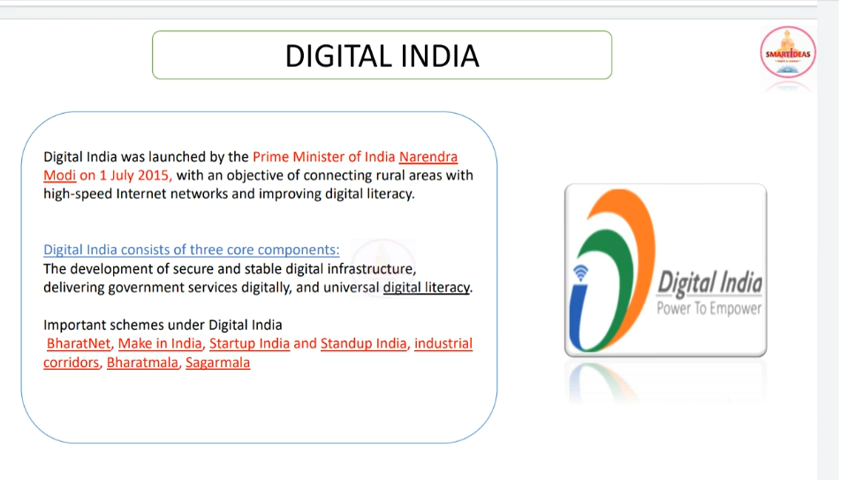 DIGITAL INDIA
SMART IDEAS
Digital India was launched by the Prime Minister of India Narendra
Modi on 1 July 2015, with an objective of connecting rural areas with
high-speed Internet networks and improving digital literacy.
Digital India consists of three core components:
The development of secure and stable digital infrastructure,
delivering government services digitally, and universal digital literacy.
Important schemes under Digital India
BharatNet, Make in India, Startup India and Standup India, industrial
corridors, Bharatmala, Sagarmala
Digital India
Power To Empower